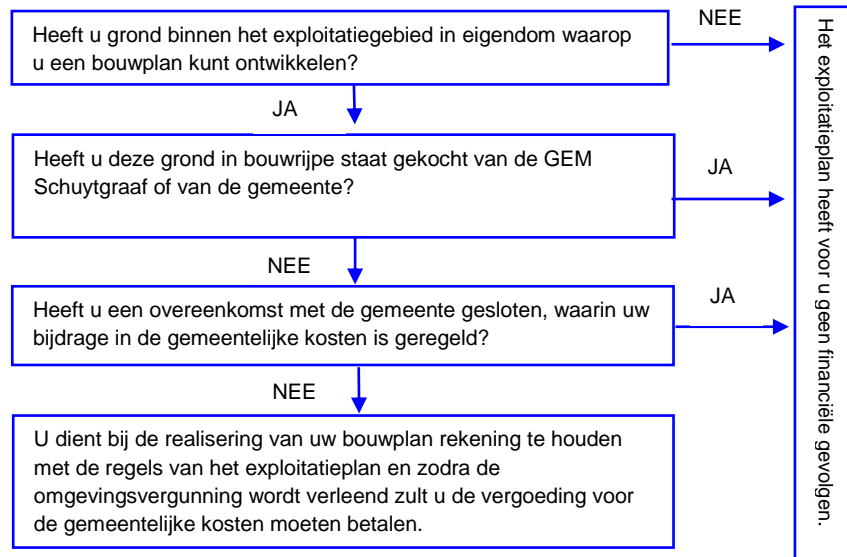 Heeft u grond binnen het exploitatiegebied in eigendom waarop
u een bouwplan kunt ontwikkelen?
NEE
JA
Heeft u deze grond in bouwrijpe staat gekocht van de GEM
Schuytgraaf of van de gemeente?
JA
NEE
Heeft u een overeenkomst met de gemeente gesloten, waarin uw
bijdrage in de gemeentelijke kosten is geregeld?
JA
NEE
U dient bij de realisering van uw bouwplan rekening te houden
met de regels van het exploitatieplan en zodra de
omgevingsvergunning wordt verleend zult u de vergoeding voor
de gemeentelijke kosten moeten betalen.
Het exploitatieplan heeft voor u geen financiële gevolgen.